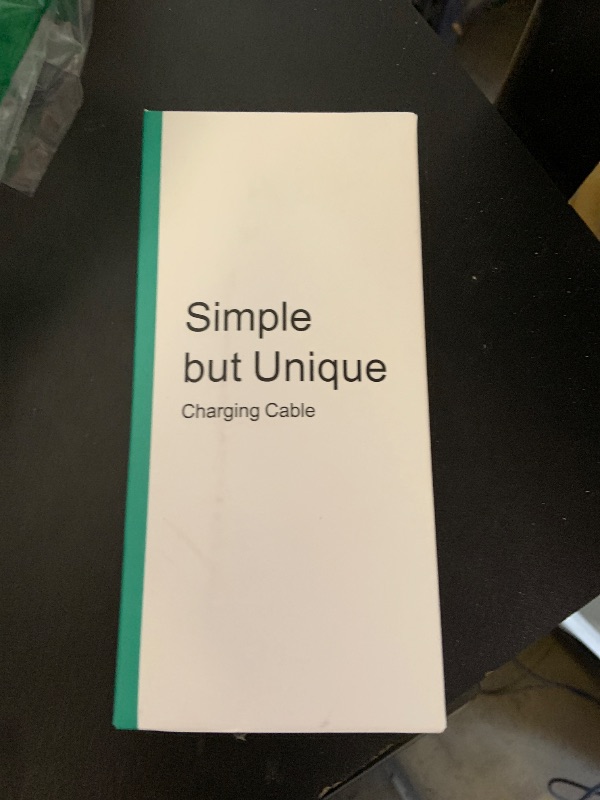 Simple
but Unique
Charging Cable